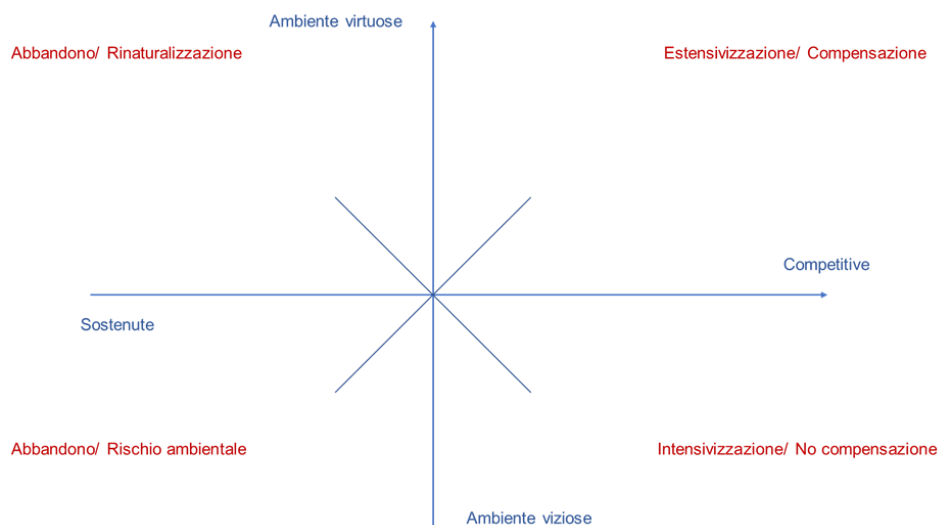 Ambiente virtuose
Abbandono/ Rinaturalizzazione
Estensivizzazione/ Compensazione
Competitive
Sostenute
Abbandono/ Rischio ambientale
Intensivizzazione/ No compensazione
Ambiente viziose